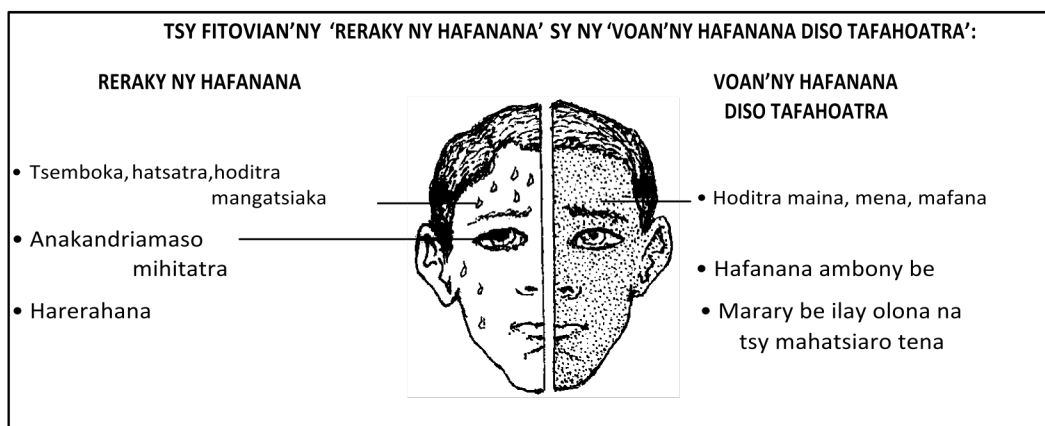 TSY FITOVIAN’NY ‘RERAKY NY HAFANANA’ SY NY ‘VOAN’NY HAFANANA DISO TAFAHOATRA’:
RERAKY NY HAFANANA
• Tsemboka, hatsatra,hoditra
mangatsiaka
• Anakandriamaso
mihitatra
• Harerahana
VOAN’NY HAFANANA
DISO TAFAHOATRA
• Hoditra maina, mena, mafana
• Hafanana ambony be
• Marary be ilay olona na
tsy mahatsiaro tena